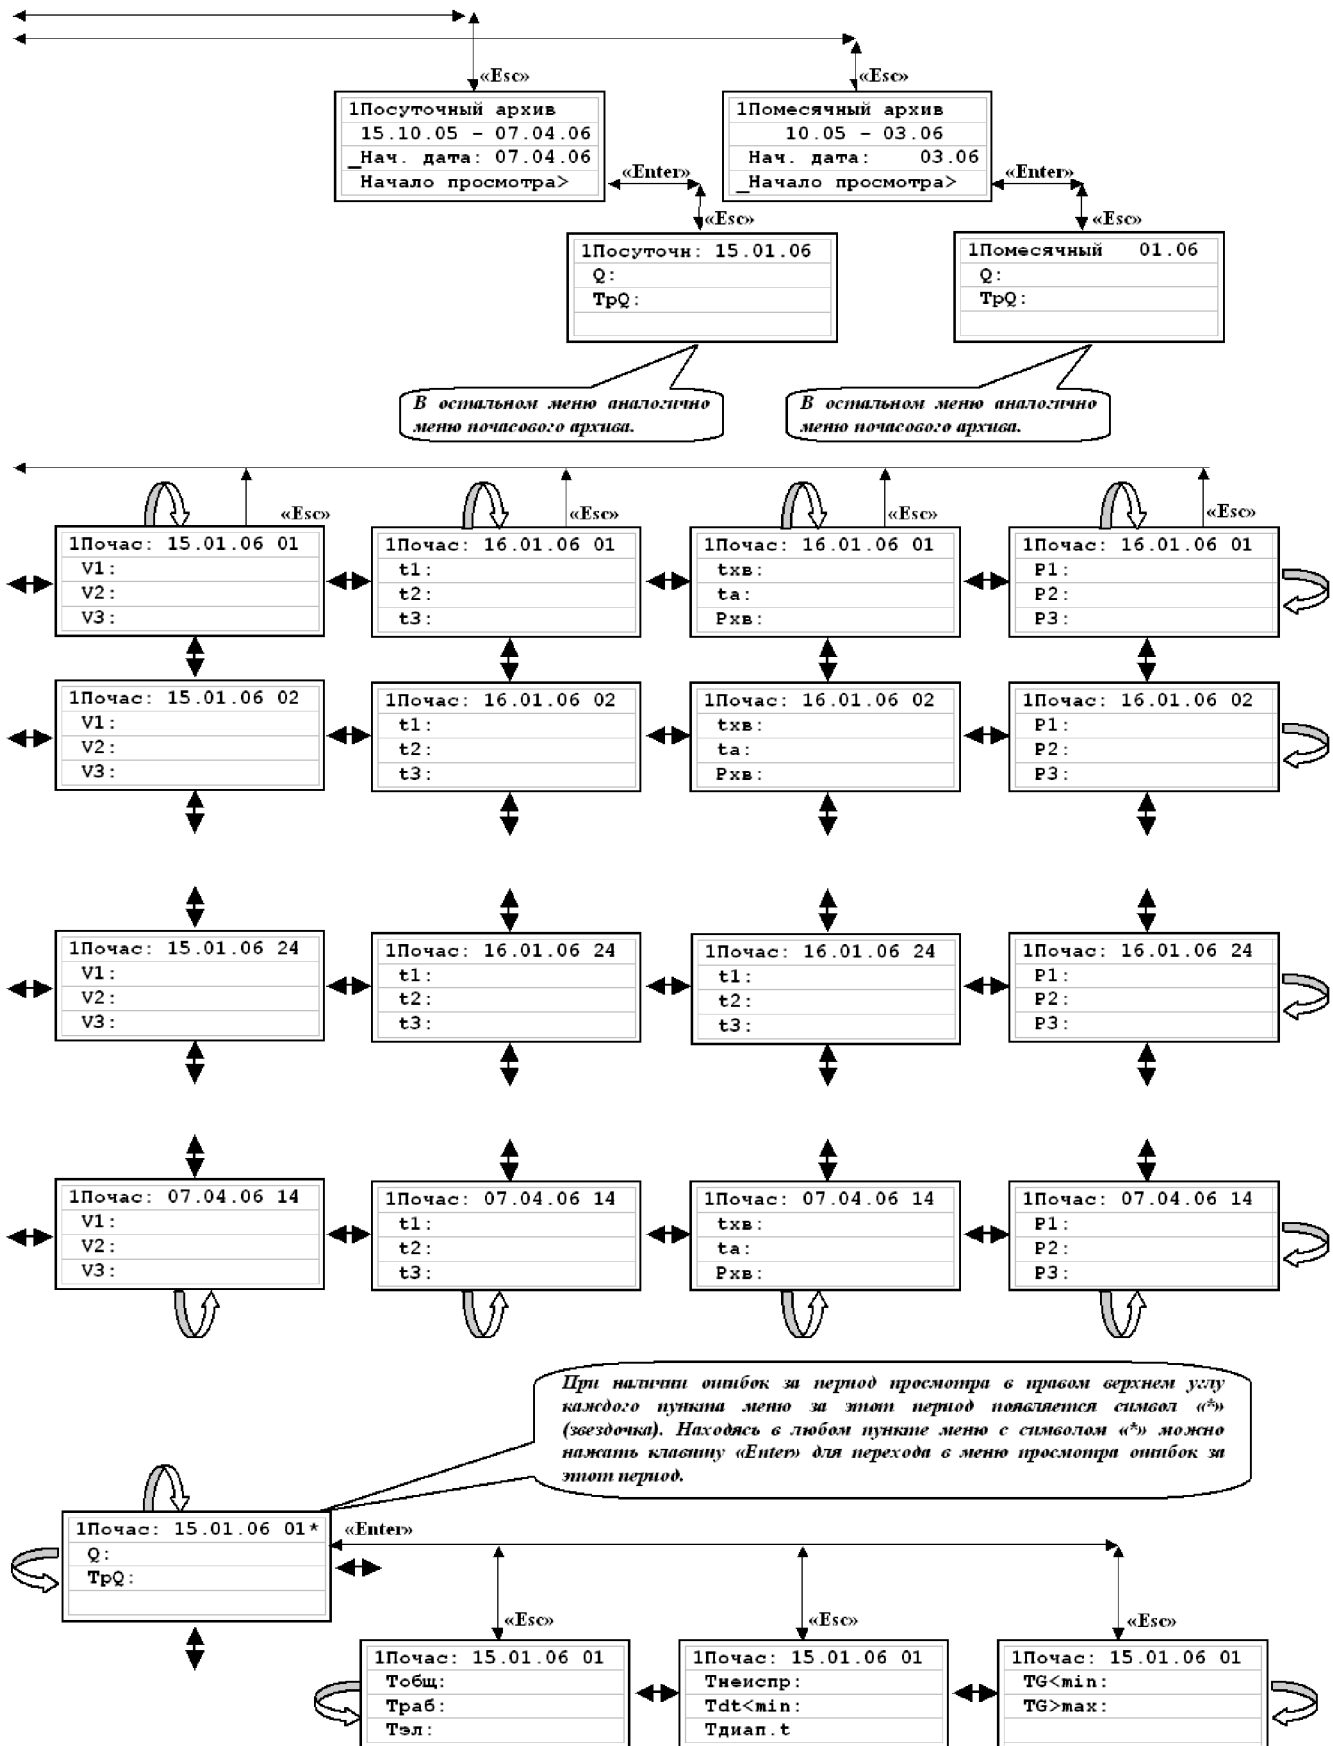 «Esc» «Esc»
1Посуточный архив
15.10.05 - 07.04.06
_Нач. дата: 07.04.06
Начало просмотра>
1Помесячный архив
10.05 - 03.06
Нач. дата: 03.06
_Начало просмотра>
«Enter» «Enter»
«Esc» «Esc»
1Посуточн: 15.01.06
Q:
TpQ:
1Помесячный 01.06
Q:
TpQ:
В остальном меню аналогично
меню почасового архива.
В остальном меню аналогично
меню почасового архива.
«Esc» «Esc» «Esc» «Esc»
1Почас: 15.01.06 01
V1:
V2:
V3:
1Почас: 16.01.06 01
t1:
t2:
t3:
1Почас: 16.01.06 01
tхв:
ta:
Pхв:
1Почас: 16.01.06 01
P1:
P2:
P3:
1Почас: 15.01.06 02
V1:
V2:
V3:
1Почас: 16.01.06 02
t1:
t2:
t3:
1Почас: 16.01.06 02
tхв:
ta:
Pхв:
1Почас: 16.01.06 02
P1:
P2:
P3:
1Почас: 15.01.06 24
V1:
V2:
V3:
1Почас: 16.01.06 24
t1:
t2:
t3:
1Почас: 16.01.06 24
t1:
t2:
t3:
1Почас: 16.01.06 24
P1:
P2:
P3:
1Почас: 07.04.06 14
V1:
V2:
V3:
1Почас: 07.04.06 14
t1:
t2:
t3:
1Почас: 07.04.06 14
tхв:
ta:
Pхв:
1Почас: 07.04.06 14
P1:
P2:
P3:
При наличии ошибок за период просмотра в правом верхнем углу
каждого пункта меню за этот период появляется символ «*»
(звездочка). Находясь в любом пункте меню с символом «*» можно
нажать клавишу «Enter» для перехода в меню просмотра ошибок за
этот период.
1Почас: 15.01.06 01*
Q:
TpQ:
«Enter»
«Esc» «Esc» «Esc»
1Почас: 15.01.06 01
Тобщ:
Траб:
Тэл:
1Почас: 15.01.06 01
Тнеиспр:
Tdt<min:
Тдиап.t
1Почас: 15.01.06 01
TG<min:
TG>max: